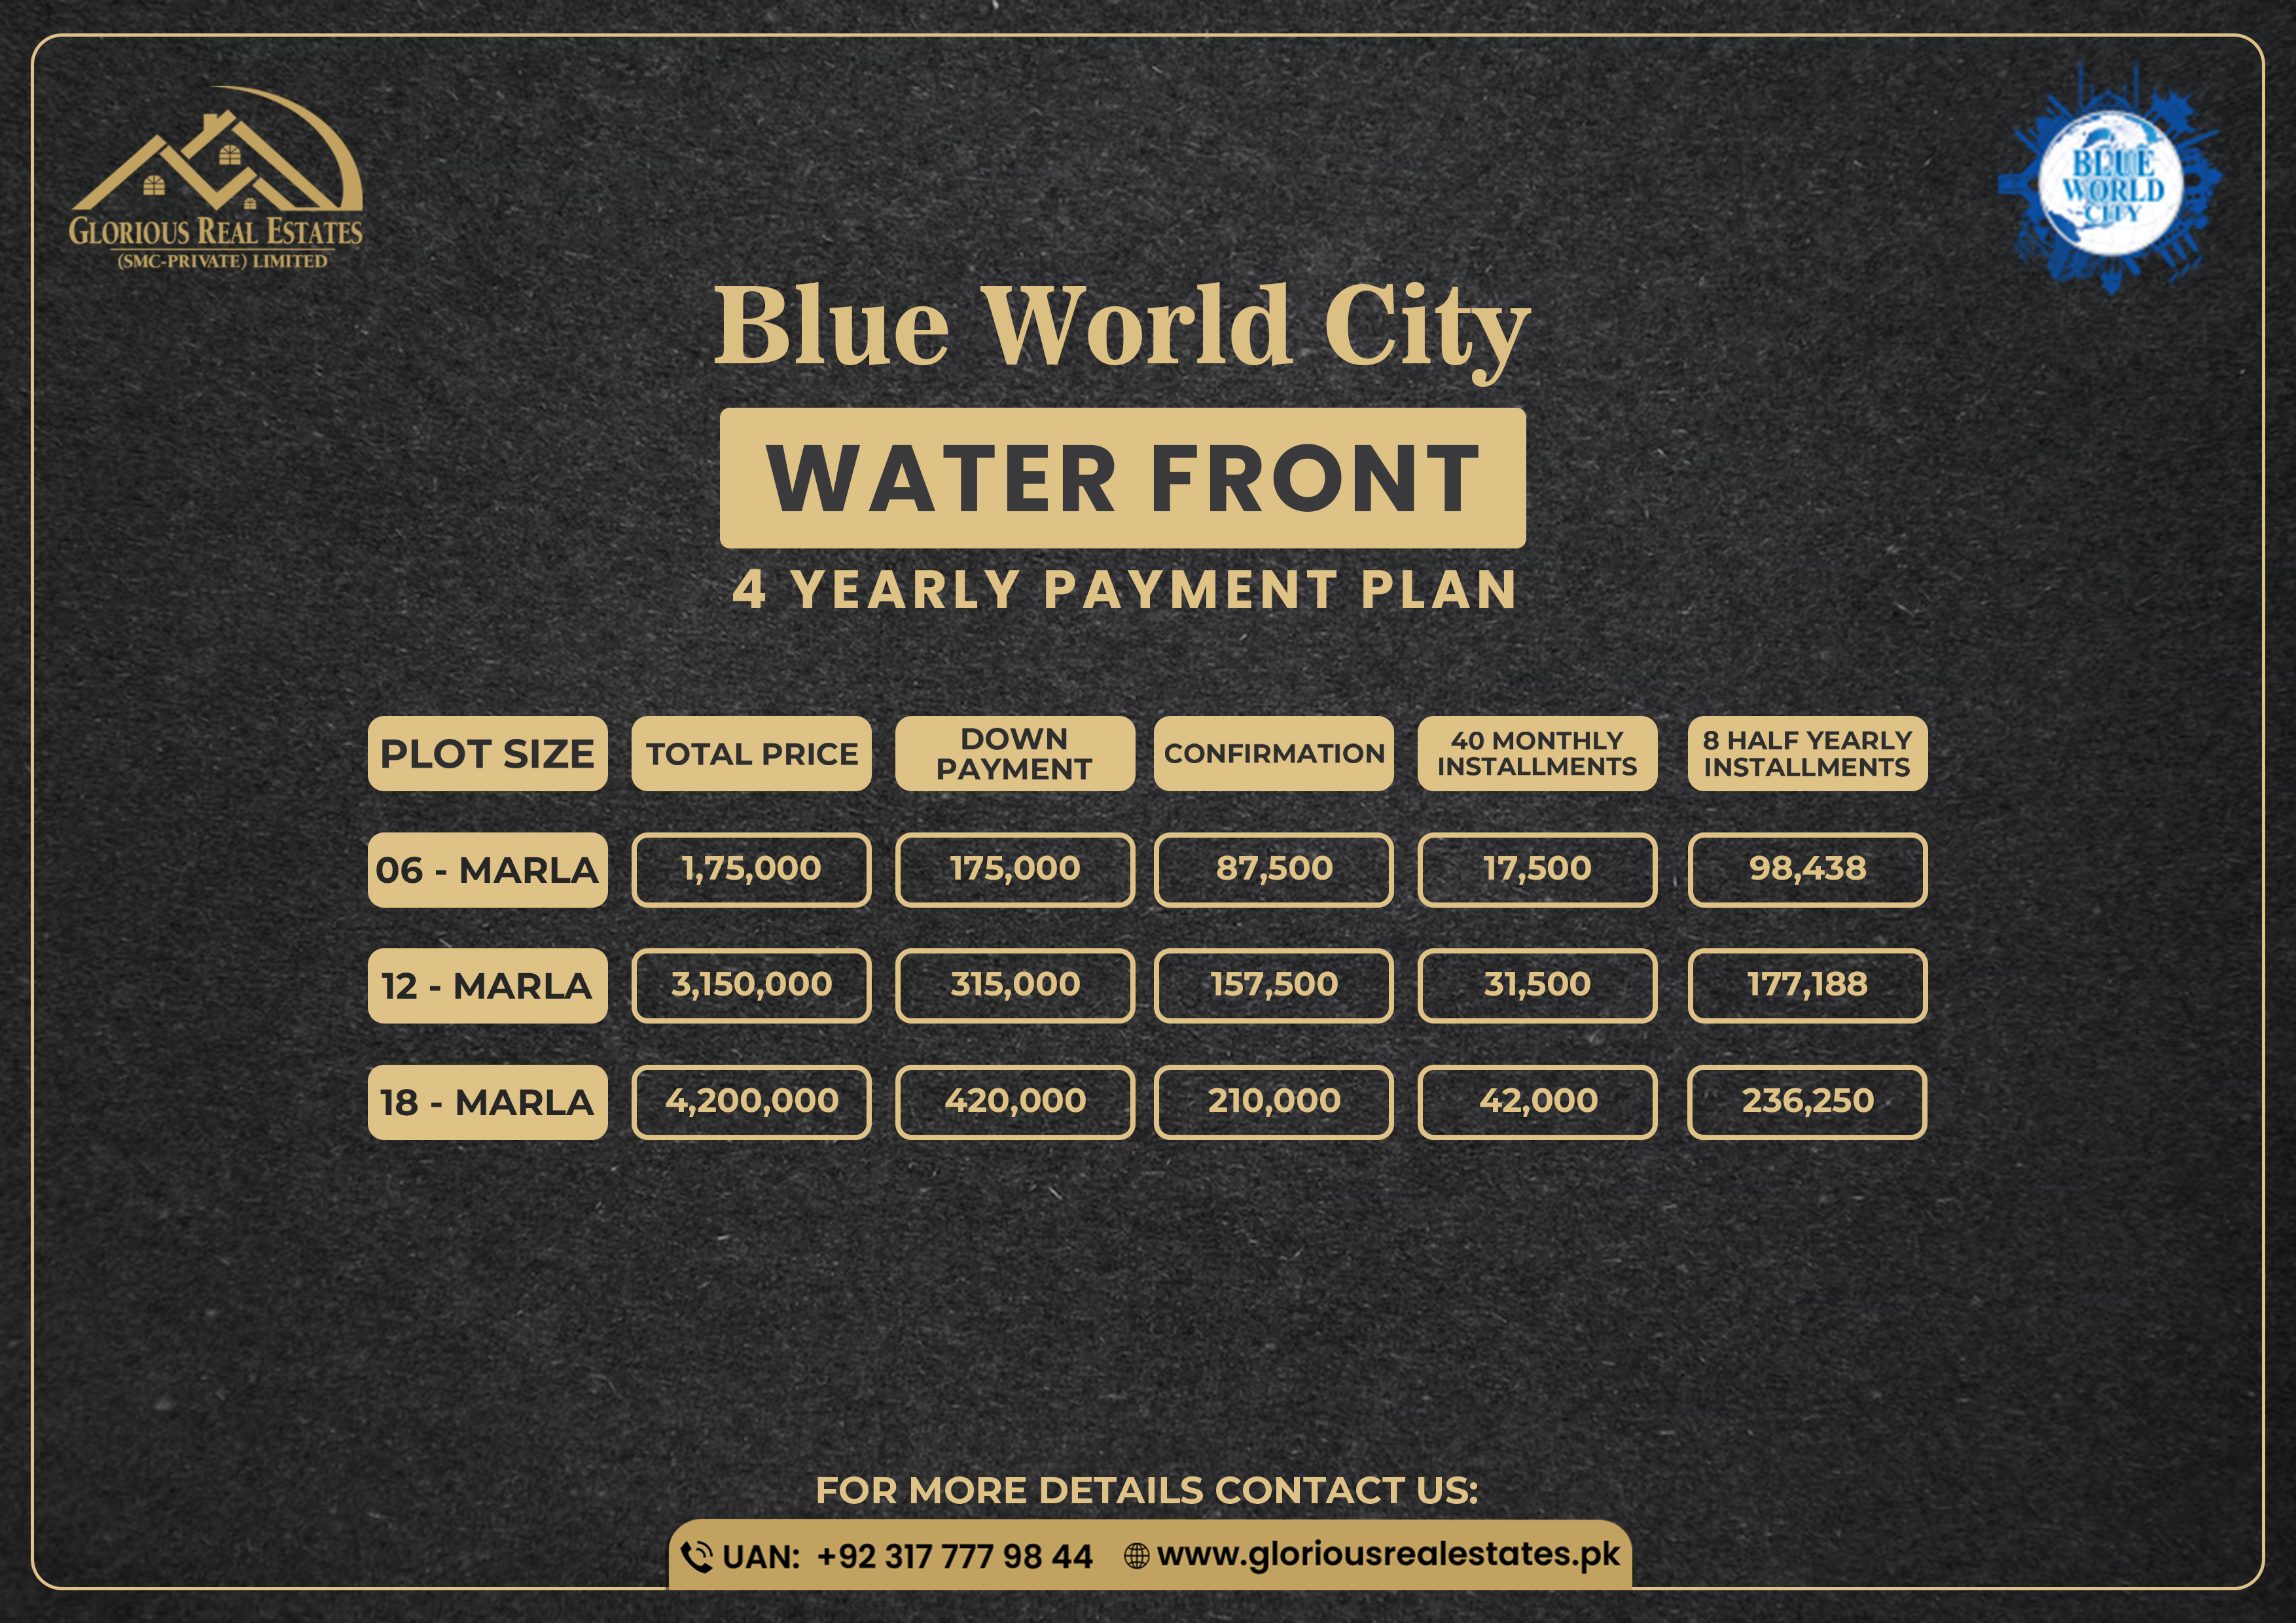 GLORIOUS REAL ESTATES
(SMC-PRIVATE) LIMITED
BLUE
WORLD
CITY
Blue World City
WATER FRONT
4 YEARLY PAYMENT PLAN
PLOT SIZE TOTAL PRICE DOWN PAYMENT CONFIRMATION 40 MONTHLY INSTALLMENTS 8 HALF YEARLY INSTALLMENTS
06 - MARLA 1,75,000 175,000 87,500 17,500 98,438
12 - MARLA 3,150,000 315,000 157,500 31,500 177,188
18 - MARLA 4,200,000 420,000 210,000 42,000 236,250
FOR MORE DETAILS CONTACT US:
UAN: +92 317 777 98 44 www.gloriousrealestates.pk